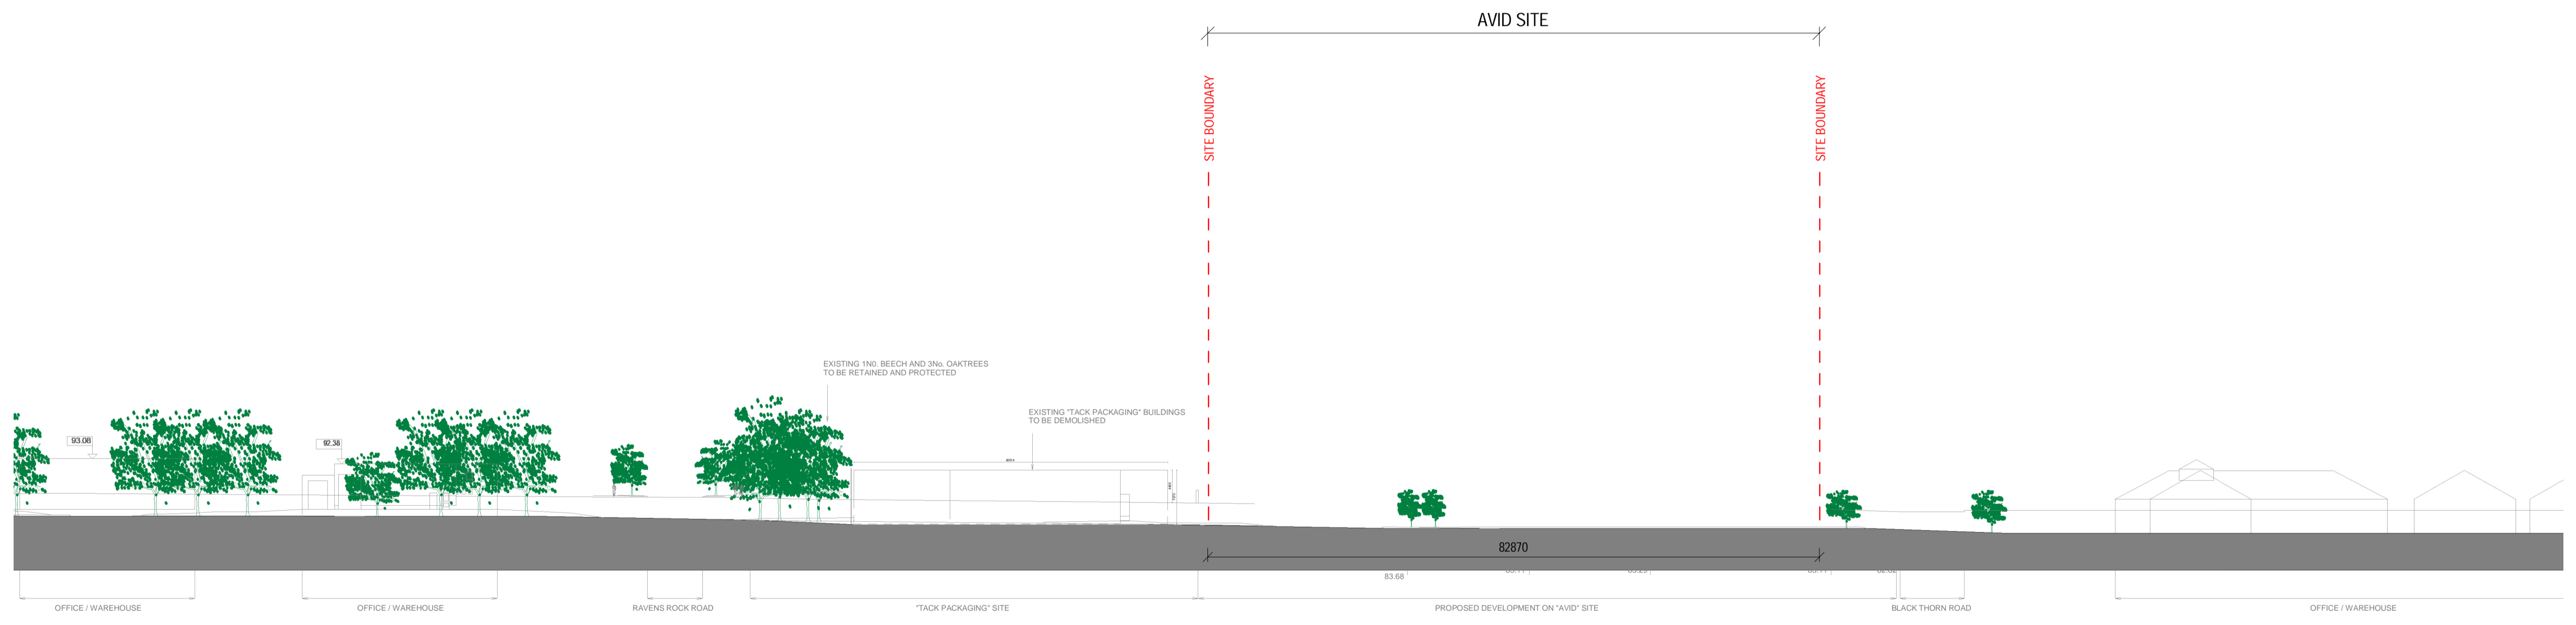 AVID SITE
SITE BOUNDARY
SITE BOUNDARY
EXISTING 1N0. BEECH AND 3No. OAKTREES
TO BE RETAINED AND PROTECTED
EXISTING "TACK PACKAGING" BUILDINGS
TO BE DEMOLISHED
93.08
92.38
82870
83.68
OFFICE / WAREHOUSE
OFFICE / WAREHOUSE
RAVENS ROCK ROAD
"TACK PACKAGING" SITE
PROPOSED DEVELOPMENT ON "AVID" SITE
BLACK THORN ROAD
OFFICE / WAREHOUSE